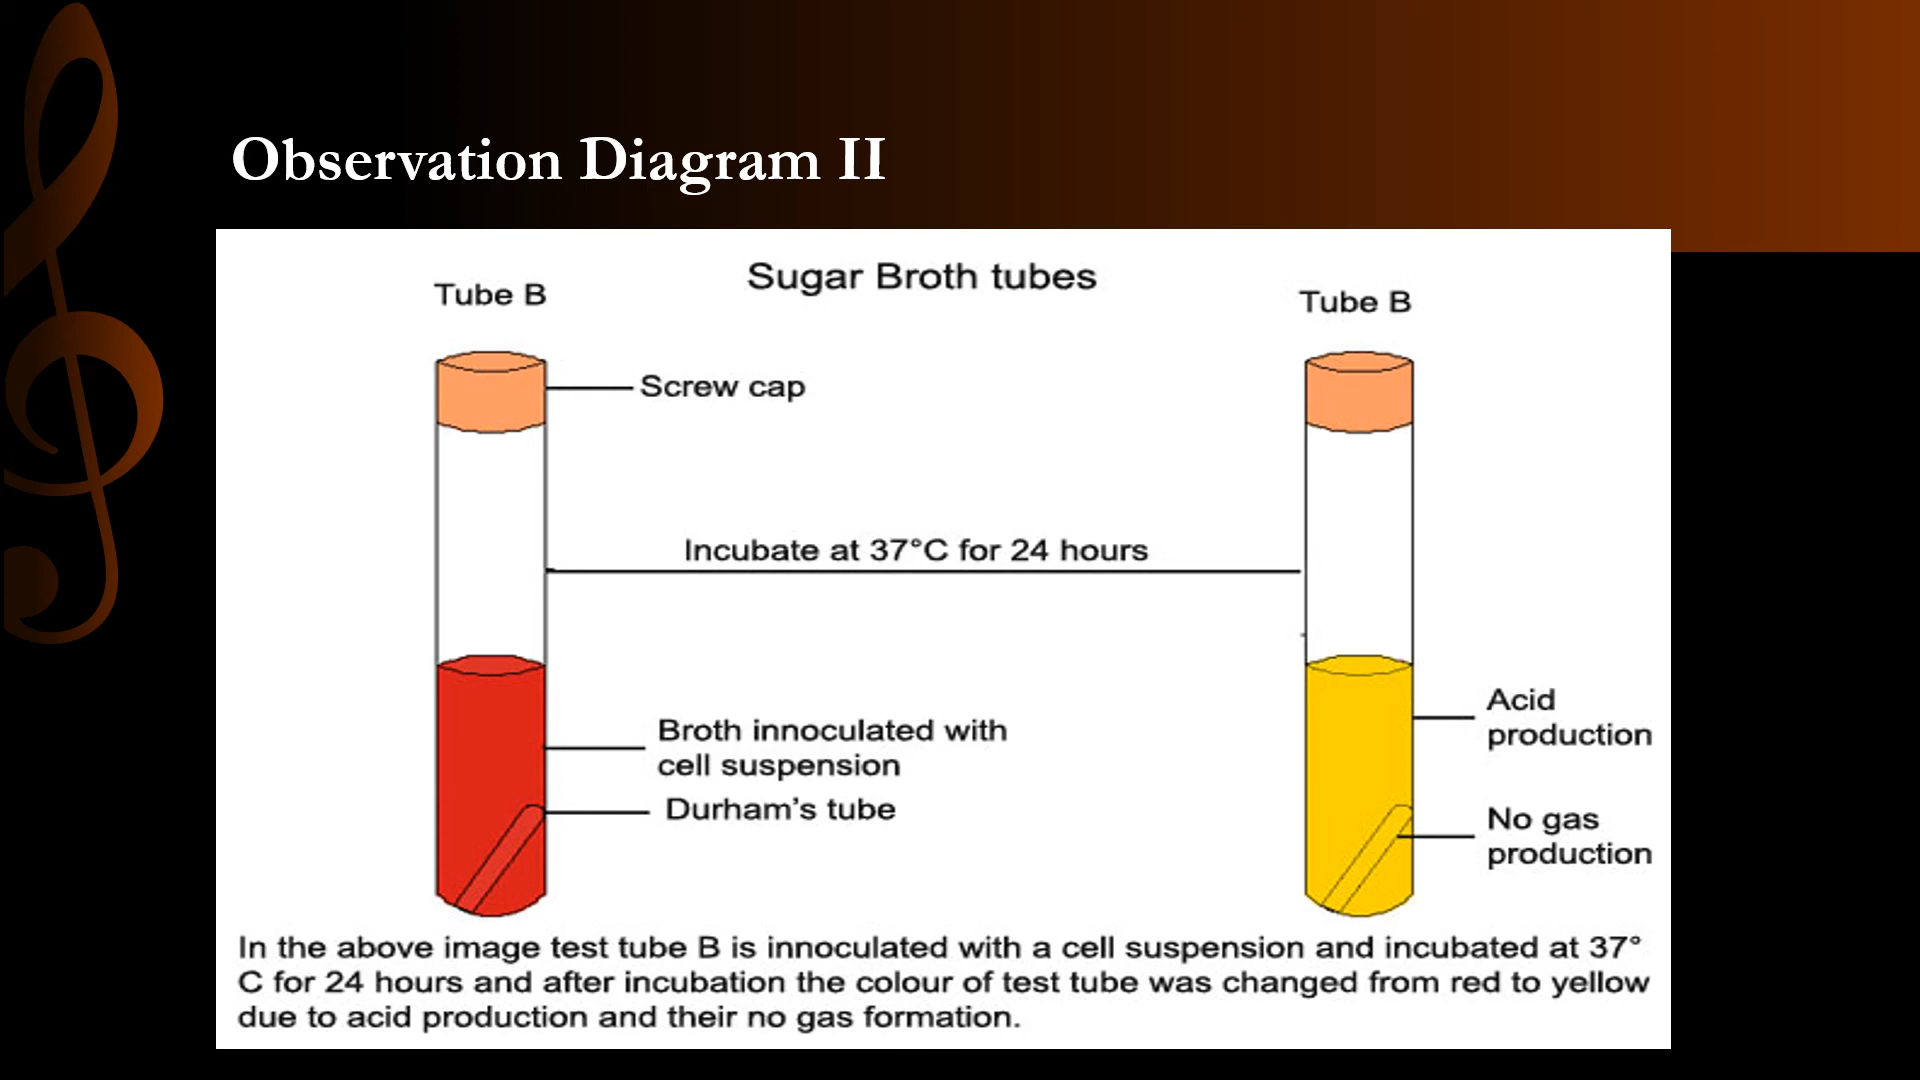 Observation Diagram II
Sugar Broth tubes
Tube B
Tube B
Screw cap
Incubate at 37°C for 24 hours
Broth innoculated with
cell suspension
Durham's tube
Acid
production
No gas
production
In the above image test tube B is innoculated with a cell suspension and incubated at 37°
C for 24 hours and after incubation the colour of test tube was changed from red to yellow
due to acid production and their no gas formation.